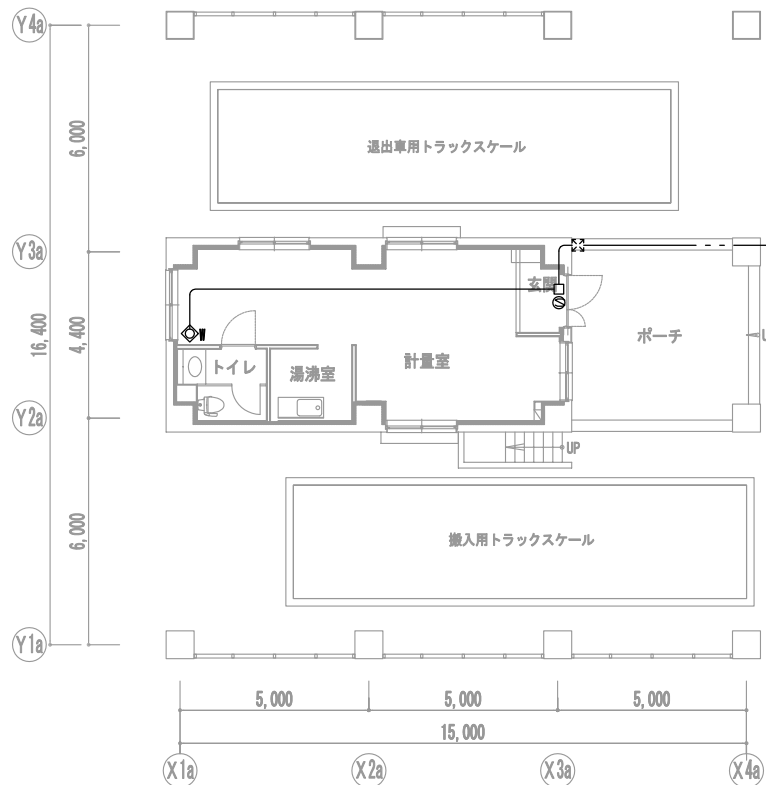 Y4a
6,000
退出車用トラックスケール
Y3a
玄関
16,400
4,400
W
ポーチ
トイレ
湯沸室
計量室
Y2a
UP
6,000
搬入用トラックスケール
Y1a
5,000
5,000
5,000
15,000
X1a
X2a
X3a
X4a